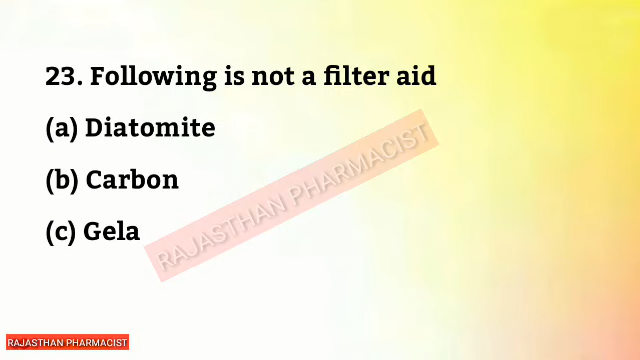 23. Following is not a filter aid
(a) Diatomite
(b) Carbon
(c) Gela
RAJASTHAN PHARMACIST
RAJASTHAN PHARMACIST